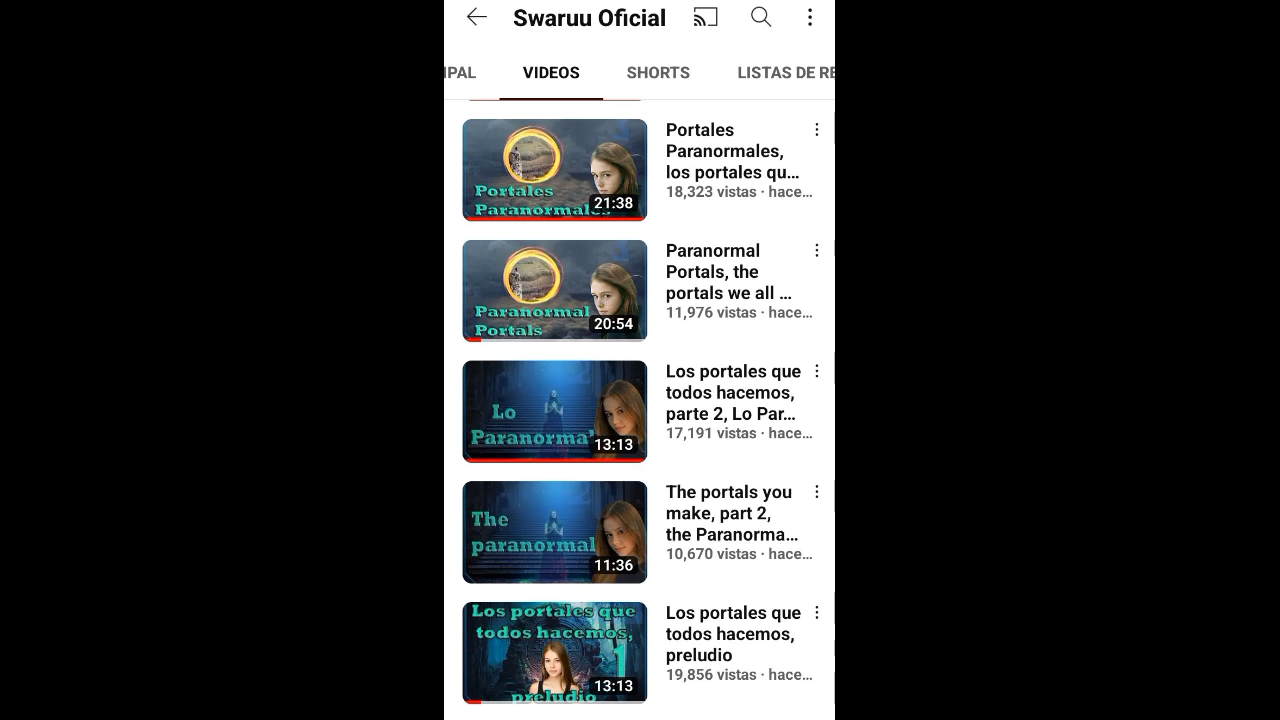 Swaruu Oficial
IPAL VIDEOS SHORTS LISTAS DE RE
Portales
Paranormales
21:38
Portales
Paranormales,
los portales qu...
18,323 vistas · hace...
Paranormal
Portals
20:54
Paranormal
Portals, the
portals we all ...
11,976 vistas · hace...
Lo
Paranormal
13:13
Los portales que
todos hacemos,
parte 2, Lo Par...
17,191 vistas · hace...
The
paranormal
11:36
The portals you
make, part 2,
the Paranorma...
10,670 vistas · hace...
Los portales que
todos hacemos,
1
preludio
13:13
Los portales que
todos hacemos,
preludio
19,856 vistas · hace...